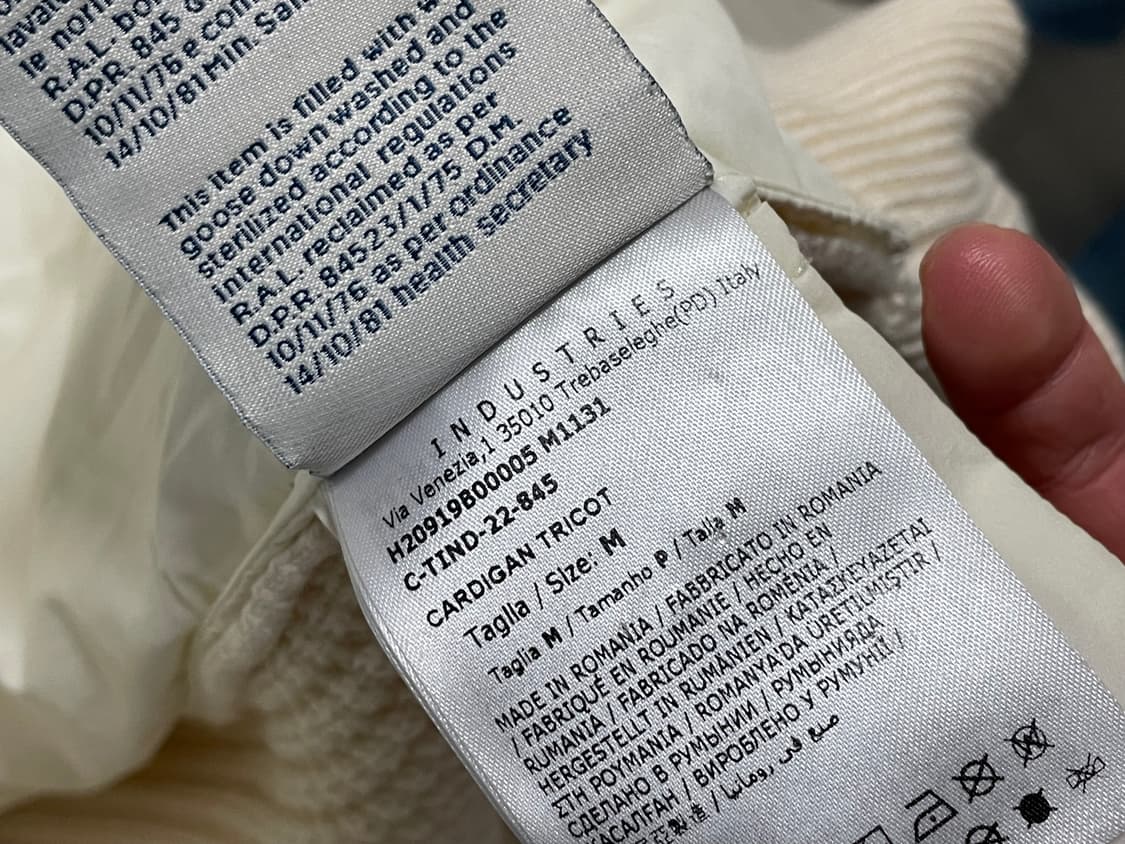 le norm
R.A.L. bo
D.P.R. 845
10/11/76 e con
14/10/81 Min. San
This item is filled with
goose down washed and
sterilized according to the
international regulations
R.A.L. reclaimed as per
D.P.R. 84523/1/75 D.M.
10/11/76 as per ordinance
14/10/81 health secretary
INDUSTRIES
Via Venezia,1 35010 Trebaseleghe(PD) Italy
H20919B00005 M1131
C-TIND-22-845
CARDIGAN TRICOT
Taglia / Size: M
Taglia M / Tamanho P / Talla M
MADE IN ROMANIA / FABBRICATO IN ROMANIA
/ FABRIQUÉ EN ROUMANIE / HECHO EN
RUMANIA / FABRICADO NA ROMÉNIA /
HERGESTELLT IN RUMÄNIEN / ΚΑΤΑΣΚΕΥΑΖΕΤΑΙ
ΣΤΗ ΡΟΥΜΑΝΙΑ / ROMANYA'DA ÜRETİLMİŞTİR /
СДЕЛАНО В РУМЫНИИ / РУМЫНИЯДА
ЖАСАЛҒАН / ВИРОБЛЕНО У РУМУНІЇ /
/ صنع في رومانيا